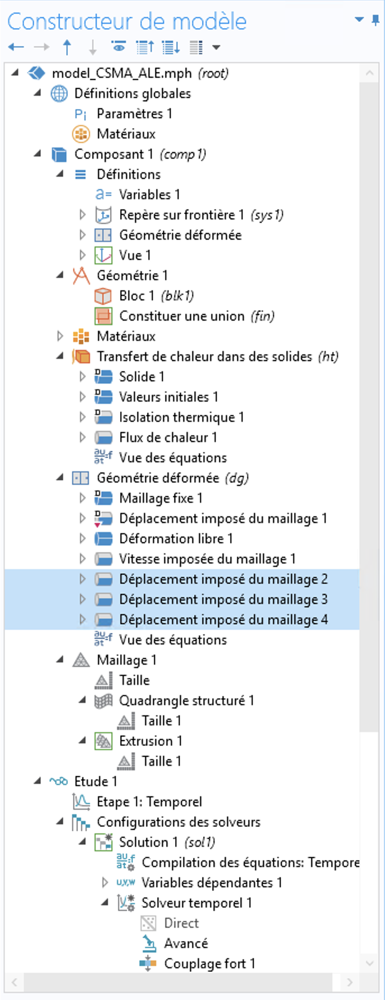 Constructeur de modèle
model_CSMA_ALE.mph (root)
Définitions globales
Pi Paramètres 1
Matériaux
Composant 1 (comp1)
Définitions
a= Variables 1
Repère sur frontière 1 (sys1)
Géométrie déformée
Vue 1
Géométrie 1
Bloc 1 (blk1)
Constituer une union (fin)
Matériaux
Transfert de chaleur dans des solides (ht)
D Solide 1
D Valeurs initiales 1
D Isolation thermique 1
Flux de chaleur 1
∂u/∂t=f Vue des équations
Géométrie déformée (dg)
D Maillage fixe 1
D Déplacement imposé du maillage 1
Déformation libre 1
Vitesse imposée du maillage 1
Déplacement imposé du maillage 2
Déplacement imposé du maillage 3
Déplacement imposé du maillage 4
∂u/∂t=f Vue des équations
Maillage 1
Taille
Quadrangle structuré 1
Taille 1
Extrusion 1
Taille 1
Etude 1
Etape 1: Temporel
Configurations des solveurs
Solution 1 (sol1)
∂u/∂t=f Compilation des équations: Tempore
u,v,w Variables dépendantes 1
Solveur temporel 1
Direct
Avancé
Couplage fort 1